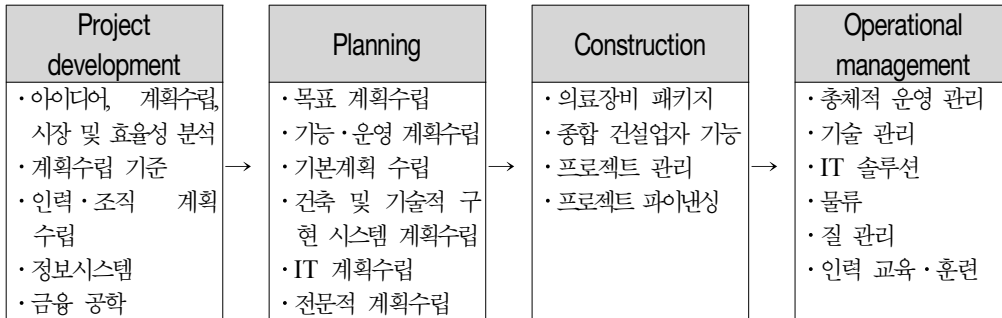 Project
development
·아이디어, 계획수립,
시장 및 효율성 분석
·계획수립 기준
·인력·조직 계획
수립
·정보시스템
·금융 공학
→
Planning
·목표 계획수립
·기능·운영 계획수립
·기본계획 수립
·건축 및 기술적 구
현 시스템 계획수립
·IT 계획수립
·전문적 계획수립
→
Construction
·의료장비 패키지
·종합 건설업자 기능
·프로젝트 관리
·프로젝트 파이낸싱
→
Operational
management
·총체적 운영 관리
·기술 관리
·IT 솔루션
·물류
·질 관리
·인력 교육·훈련